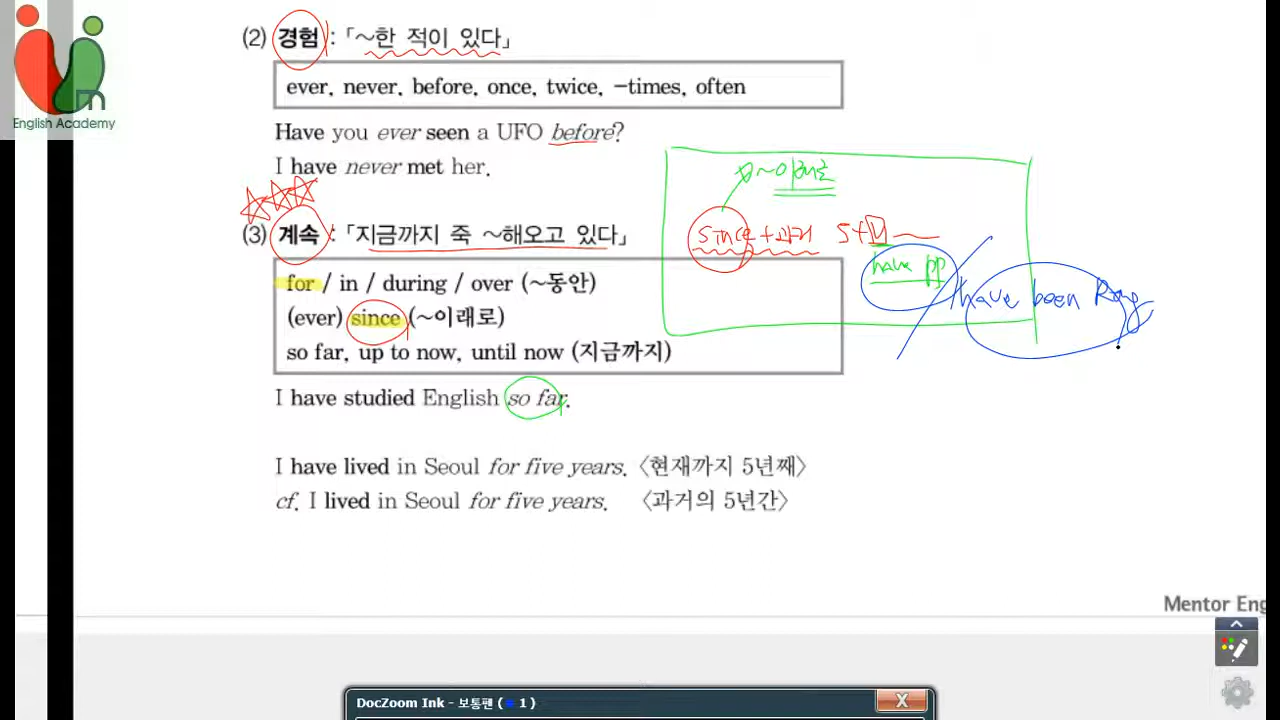 English Academy
(2) 경험 : 「~한 적이 있다」
ever, never, before, once, twice, -times, often
Have you ever seen a UFO before?
I have never met her.
~이래로
(3) 계속 : 「지금까지 죽 ~해오고 있다」
since+과거 S+V
for / in / during / over (~동안)
have pp
(ever) since (~이래로)
have been
so far, up to now, until now (지금까지)
I have studied English so far.
I have lived in Seoul for five years. 〈현재까지 5년째〉
cf. I lived in Seoul for five years. 〈과거의 5년간〉
Mentor Eng
DocZoom Ink - 보통펜 ( 1 )
X